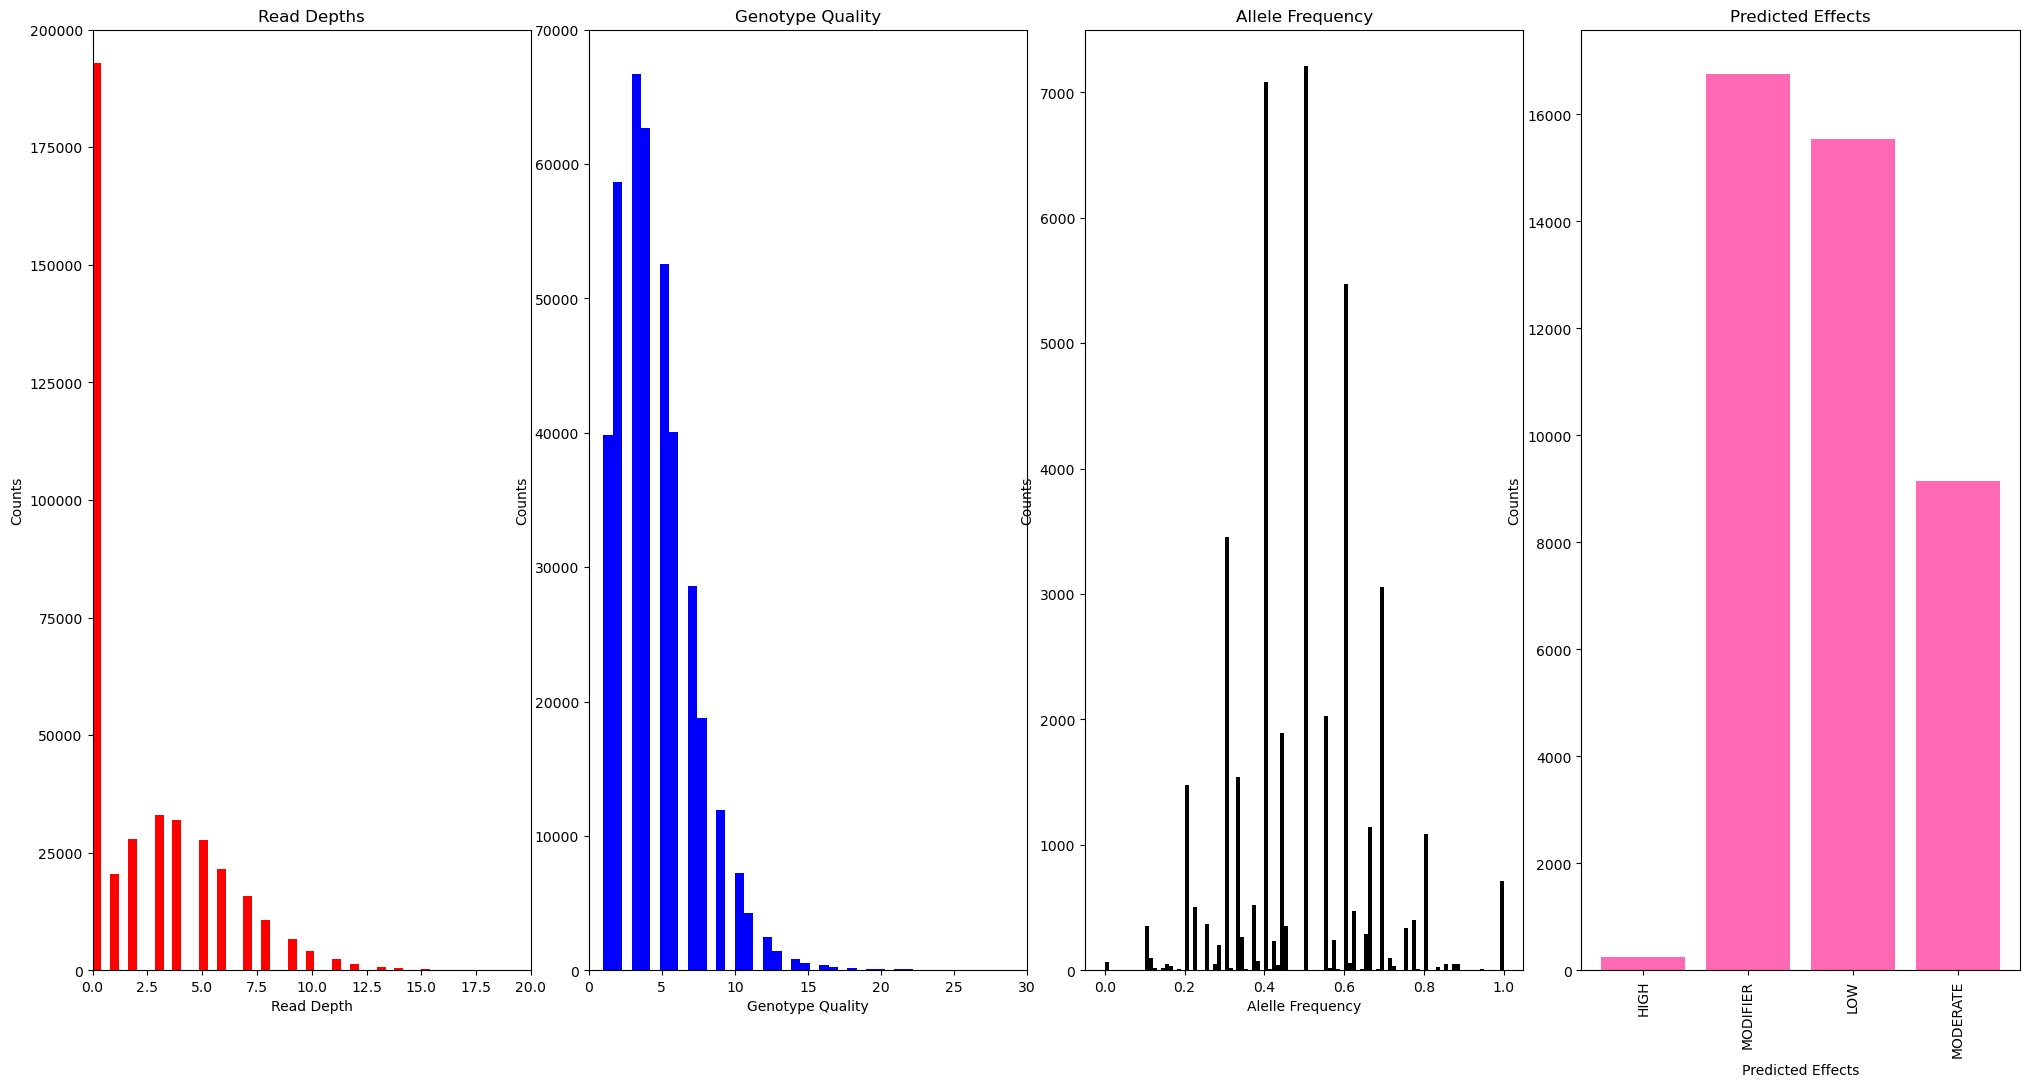 Read Depths
200000
175000
150000
125000
100000
75000
50000
25000
0
Counts
0.0 2.5 5.0 7.5 10.0 12.5 15.0 17.5 20.0
Read Depth
Genotype Quality
70000
60000
50000
40000
30000
20000
10000
0
Counts
0 5 10 15 20 25 30
Genotype Quality
Allele Frequency
7000
6000
5000
4000
3000
2000
1000
0
Counts
0.0 0.2 0.4 0.6 0.8 1.0
Alelle Frequency
Predicted Effects
16000
14000
12000
10000
8000
6000
4000
2000
0
Counts
HIGH
MODIFIER
LOW
MODERATE
Predicted Effects